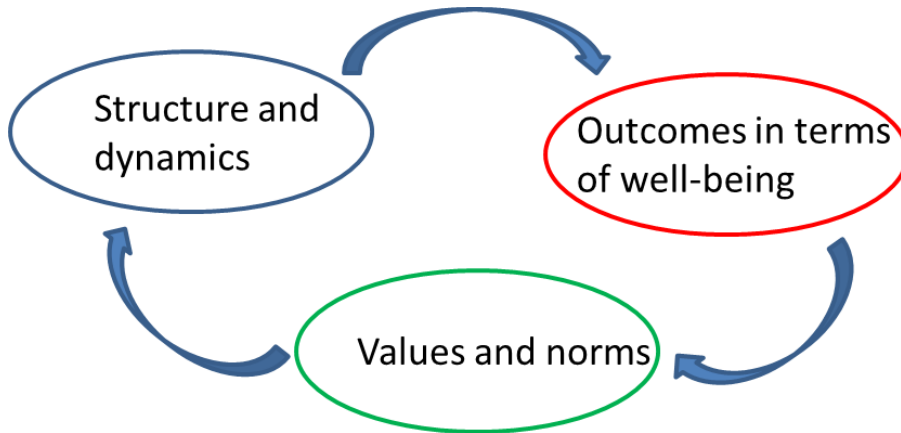 Structure and
dynamics
Outcomes in terms
of well-being
Values and norms